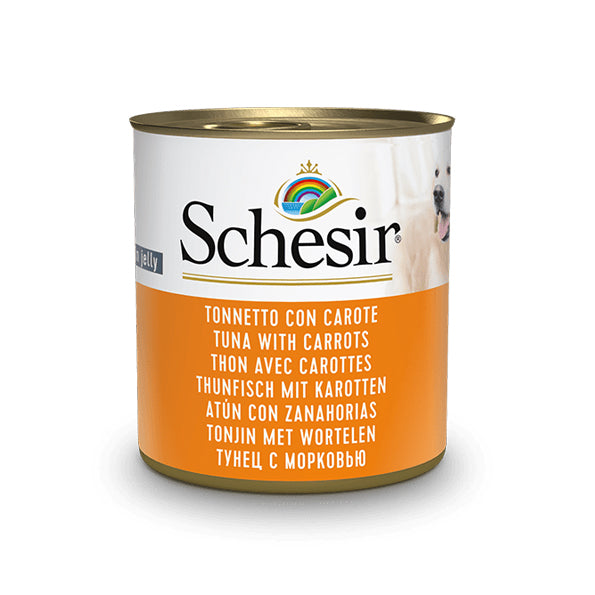 Schesir®
n jelly
TONNETTO CON CAROTE
TUNA WITH CARROTS
THON AVEC CAROTTES
THUNFISCH MIT KAROTTEN
ATÚN CON ZANAHORIAS
TONIJN MET WORTELEN
ТУНЕЦ С МОРКОВЬЮ